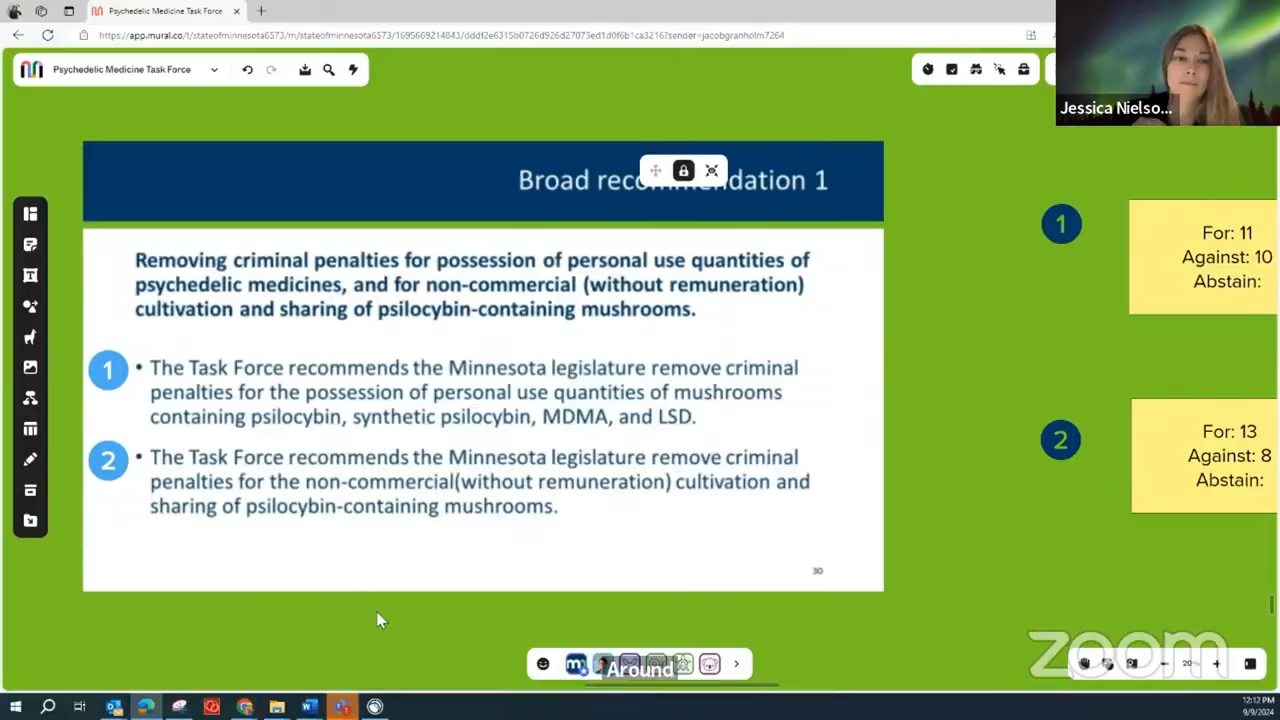 Psychedelic Medicine Task Force
https://app.mural.co/t/stateofminnesota6573/m/stateofminnesota6573/1695669214843/dddf2e6315b0726d926d27073ed1d0f6b1ca3216?sender=jacobgranholm7264
Psychedelic Medicine Task Force
Jessica Nielso...
Broad recommendation 1
Removing criminal penalties for possession of personal use quantities of
psychedelic medicines, and for non-commercial (without remuneration)
cultivation and sharing of psilocybin-containing mushrooms.
1
• The Task Force recommends the Minnesota legislature remove criminal
penalties for the possession of personal use quantities of mushrooms
containing psilocybin, synthetic psilocybin, MDMA, and LSD.
2
• The Task Force recommends the Minnesota legislature remove criminal
penalties for the non-commercial(without remuneration) cultivation and
sharing of psilocybin-containing mushrooms.
30
1
For: 11
Against: 10
Abstain:
2
For: 13
Against: 8
Abstain:
Around
zoom
12:12 PM
9/9/2024